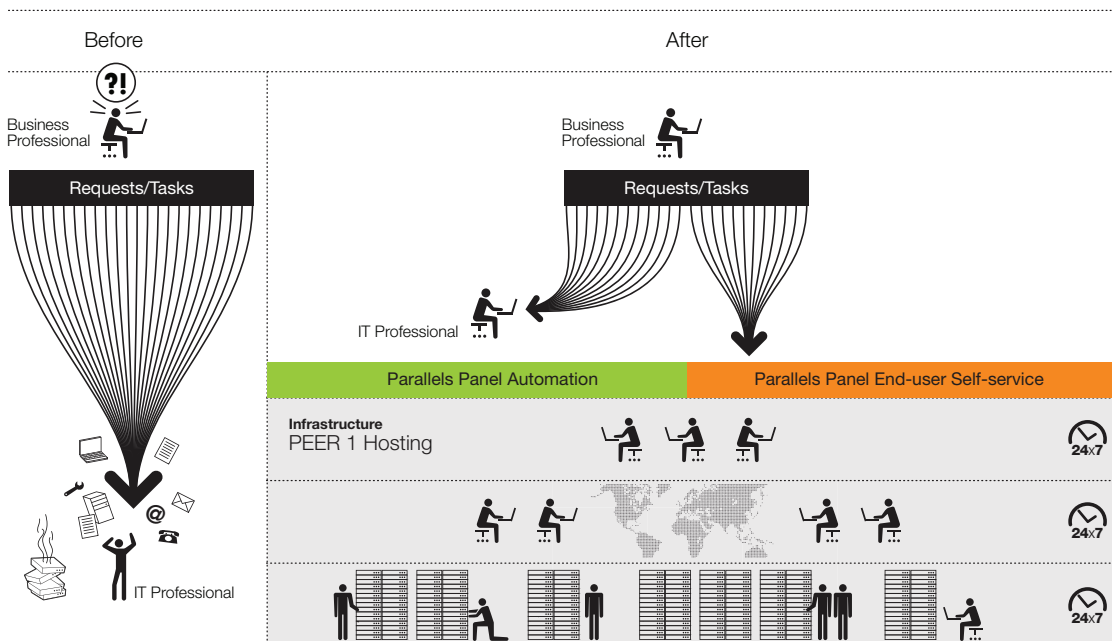 Before
After
?!
Business
Professional
Business
Professional
Requests/Tasks
Requests/Tasks
IT Professional
Parallels Panel Automation
Parallels Panel End-user Self-service
Infrastructure
PEER 1 Hosting
24x7
@
24x7
IT Professional
24x7